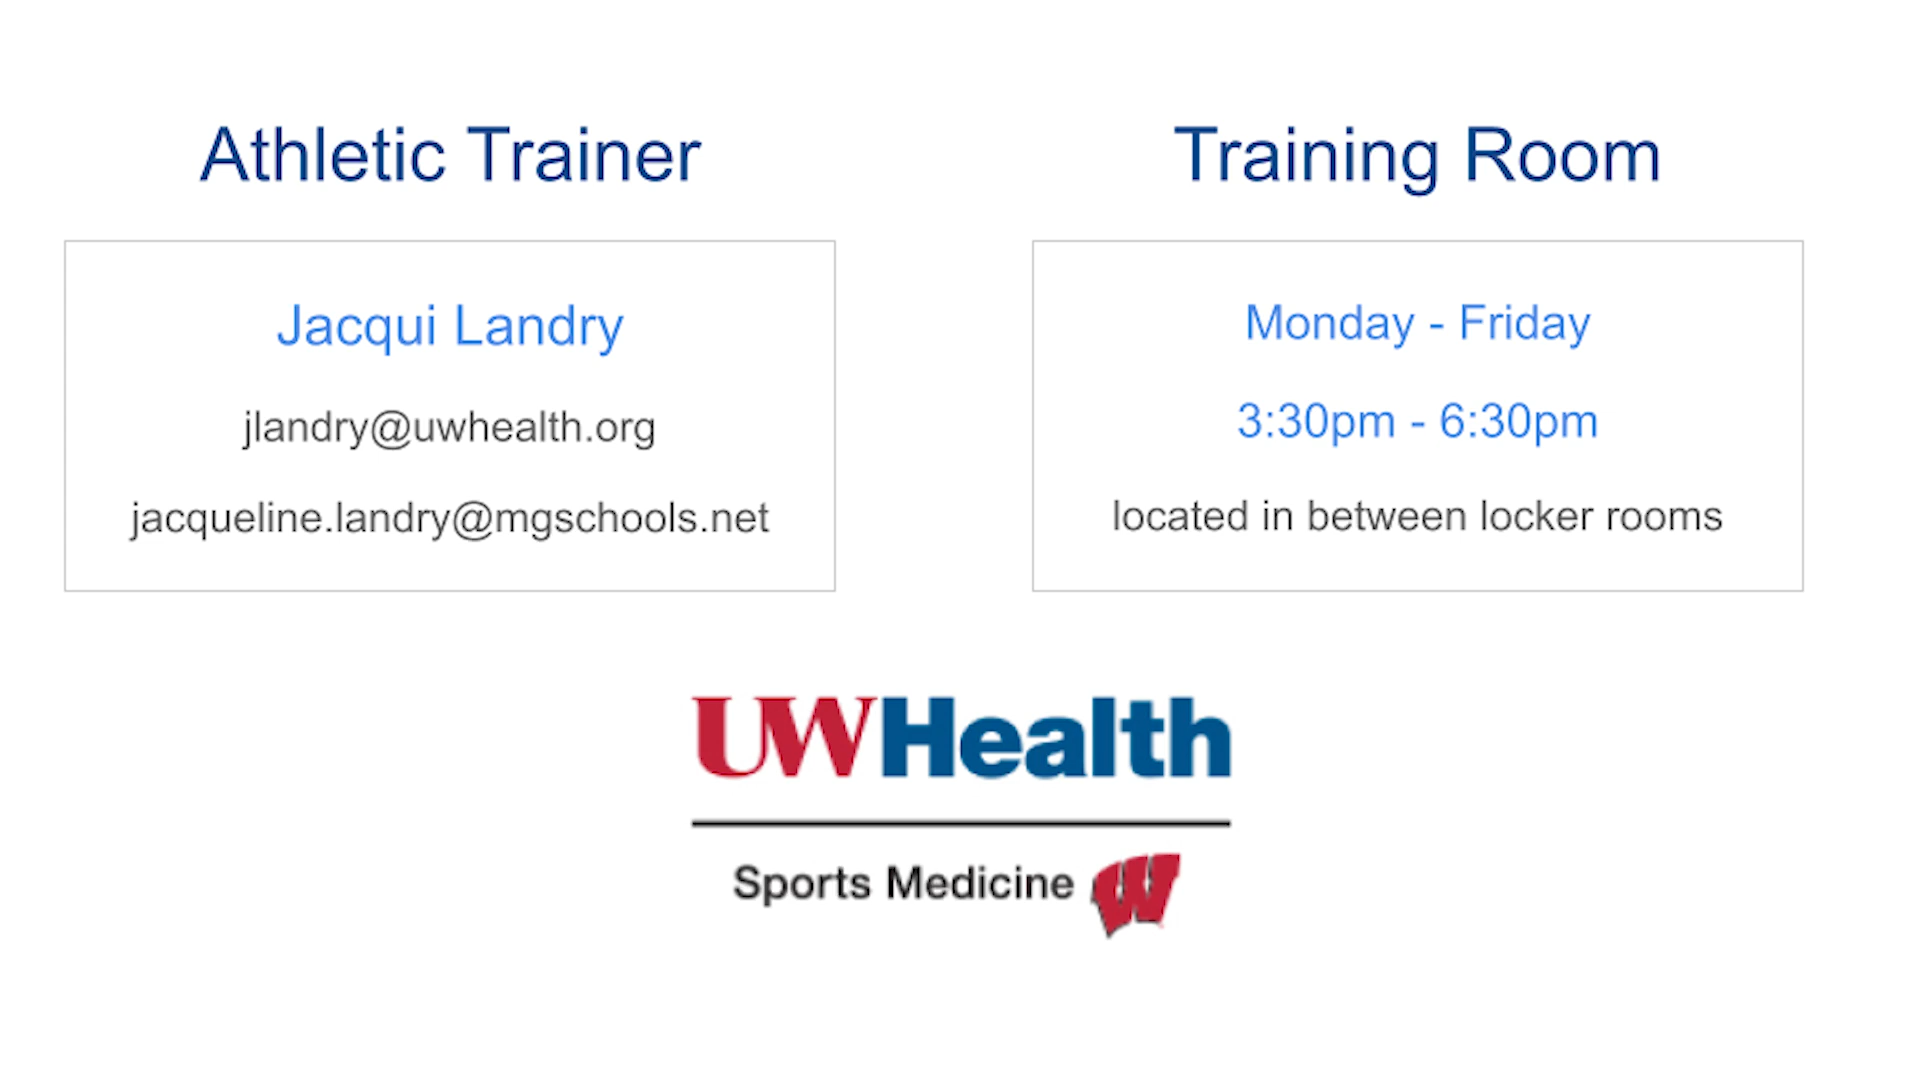 Athletic Trainer
Jacqui Landry
jlandry@uwhealth.org
jacqueline.landry@mgschools.net
Training Room
Monday - Friday
3:30pm - 6:30pm
located in between locker rooms
UWHealth
Sports Medicine W